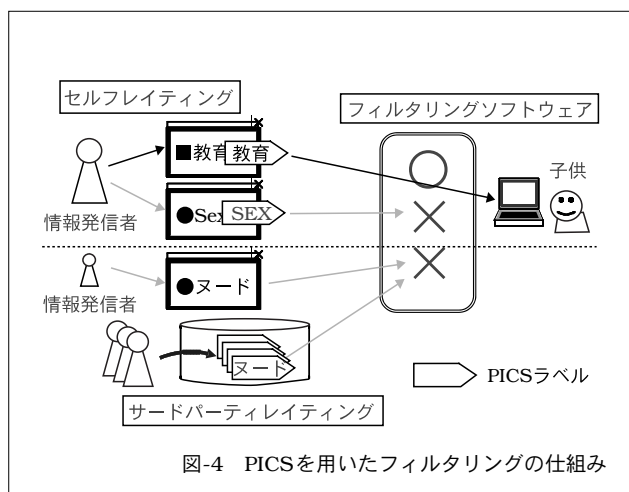 セルフレイティング
フィルタリングソフトウェア
■教育
教育
子供
●Sex
SEX
情報発信者
●ヌード
情報発信者
ヌード
PICSラベル
サードパーティレイティング
図-4 PICSを用いたフィルタリングの仕組み